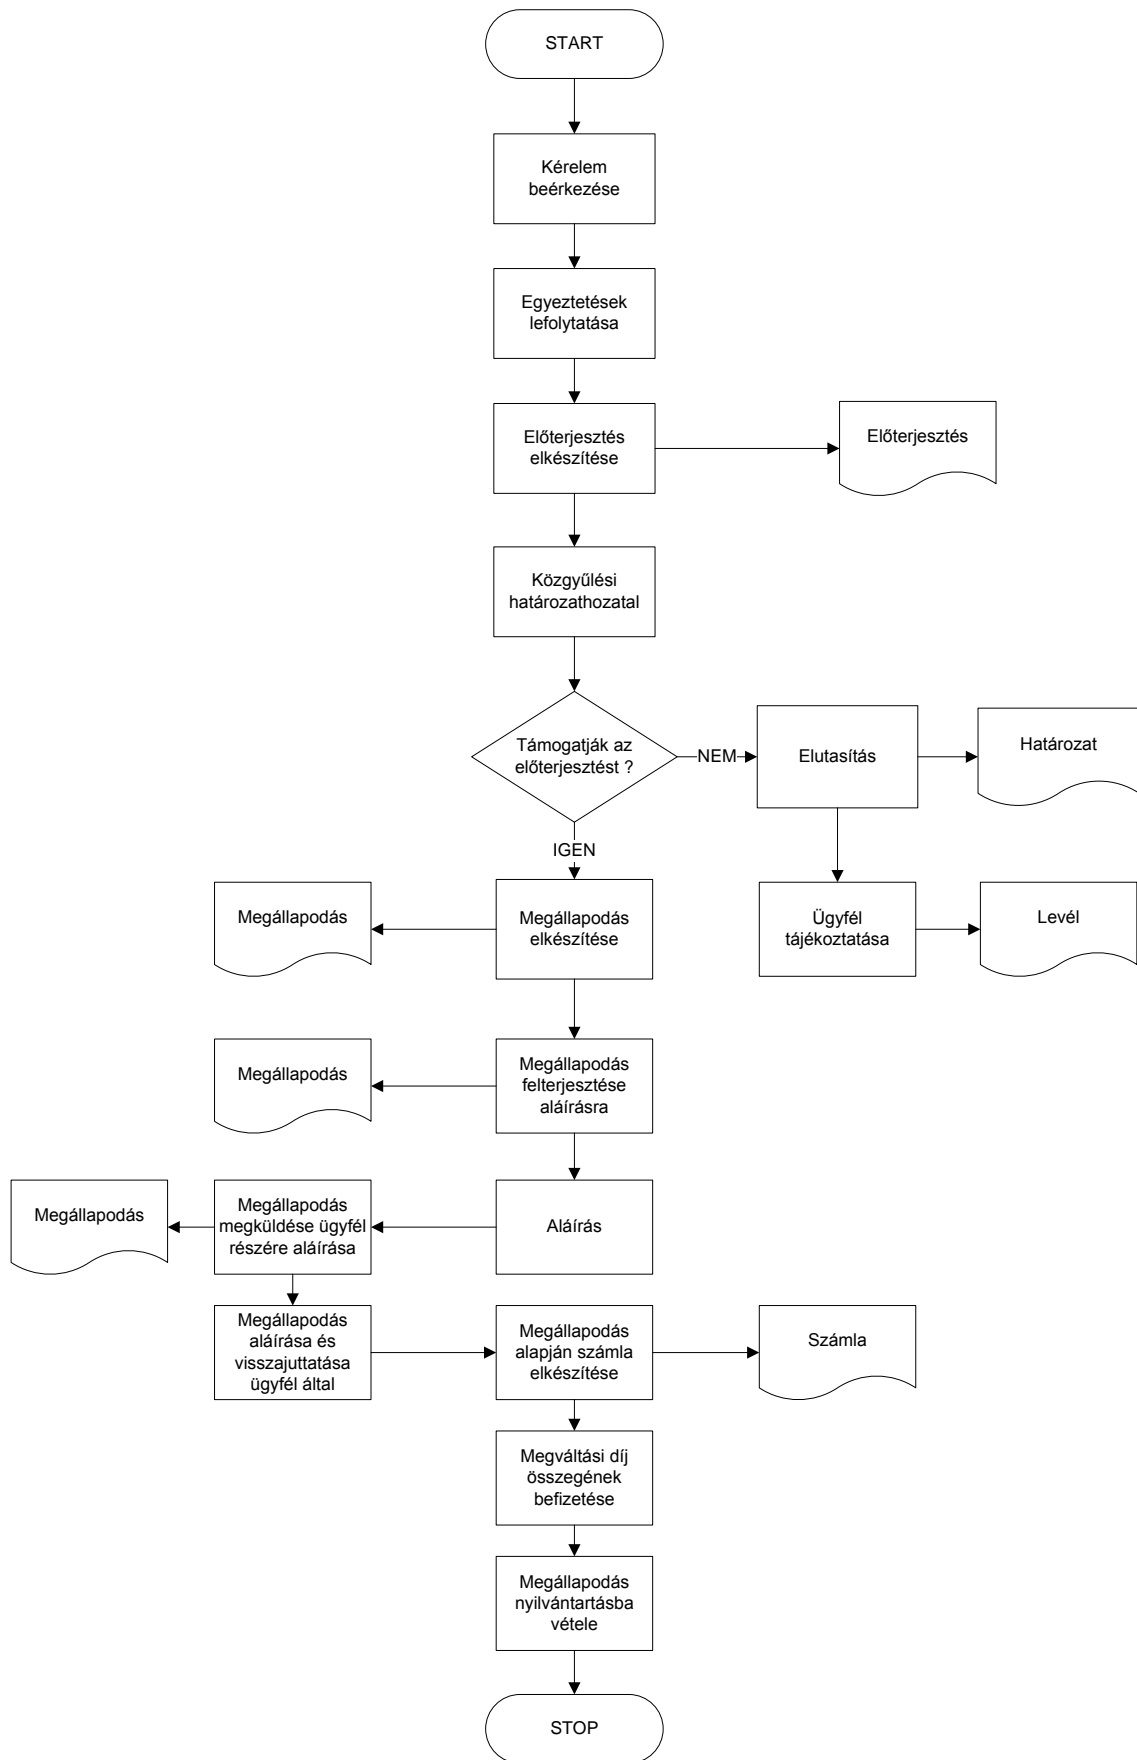 START
Kérelem
beérkezése
Egyeztetések
lefolytatása
Előterjesztés
elkészítése
Előterjesztés
Közgyűlési
határozathozatal
Támogatják az
előterjesztést ?
NEM
Elutasítás
Határozat
IGEN
Megállapodás
Megállapodás
elkészítése
Ügyfél
tájékoztatása
Levél
Megállapodás
Megállapodás
felterjesztése
aláírásra
Megállapodás
Megállapodás
megküldése ügyfél
részére aláírása
Aláírás
Megállapodás
aláírása és
visszajuttatása
ügyfél által
Megállapodás
alapján számla
elkészítése
Számla
Megváltási díj
összegének
befizetése
Megállapodás
nyilvántartásba
vétele
STOP